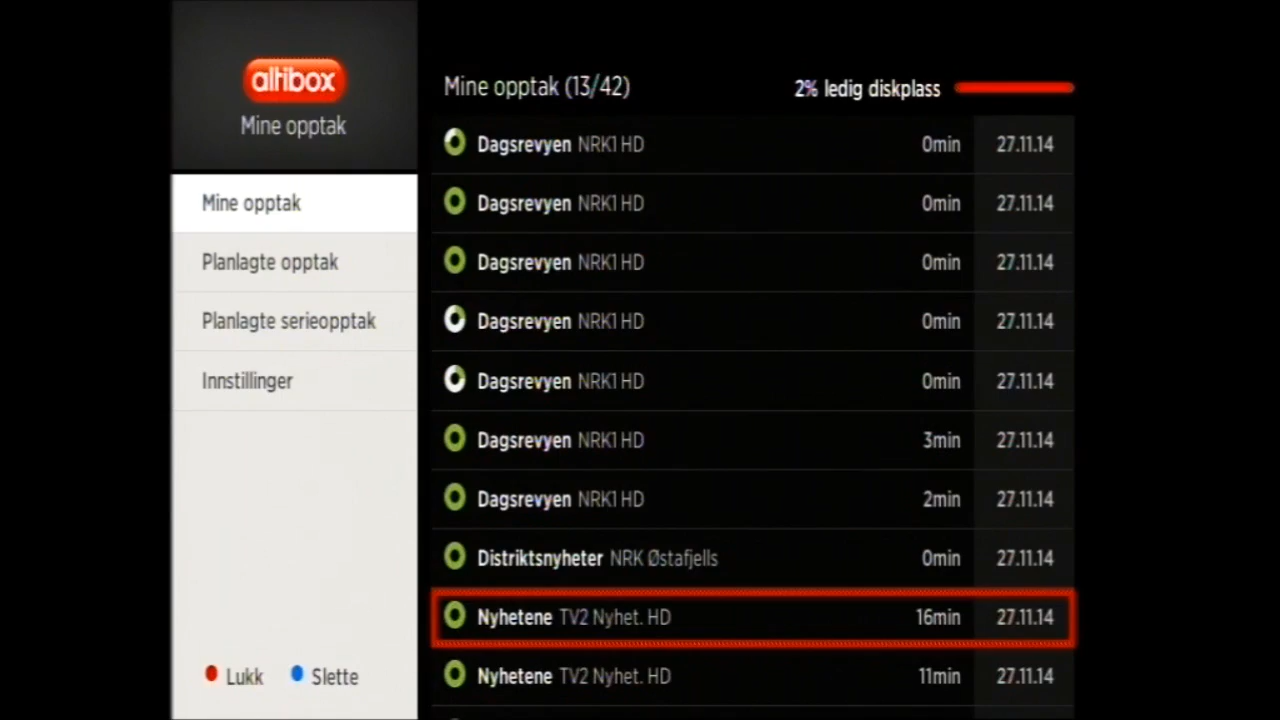 altibox
Mine opptak
Mine opptak
Planlagte opptak
Planlagte serieopptak
Innstillinger
Lukk Slette
Mine opptak (13/42) 2% ledig diskplass
Dagsrevyen NRK1 HD 0min 27.11.14
Dagsrevyen NRK1 HD 0min 27.11.14
Dagsrevyen NRK1 HD 0min 27.11.14
Dagsrevyen NRK1 HD 0min 27.11.14
Dagsrevyen NRK1 HD 0min 27.11.14
Dagsrevyen NRK1 HD 3min 27.11.14
Dagsrevyen NRK1 HD 2min 27.11.14
Distriktsnyheter NRK Østafjells 0min 27.11.14
Nyhetene TV2 Nyhet. HD 16min 27.11.14
Nyhetene TV2 Nyhet. HD 11min 27.11.14